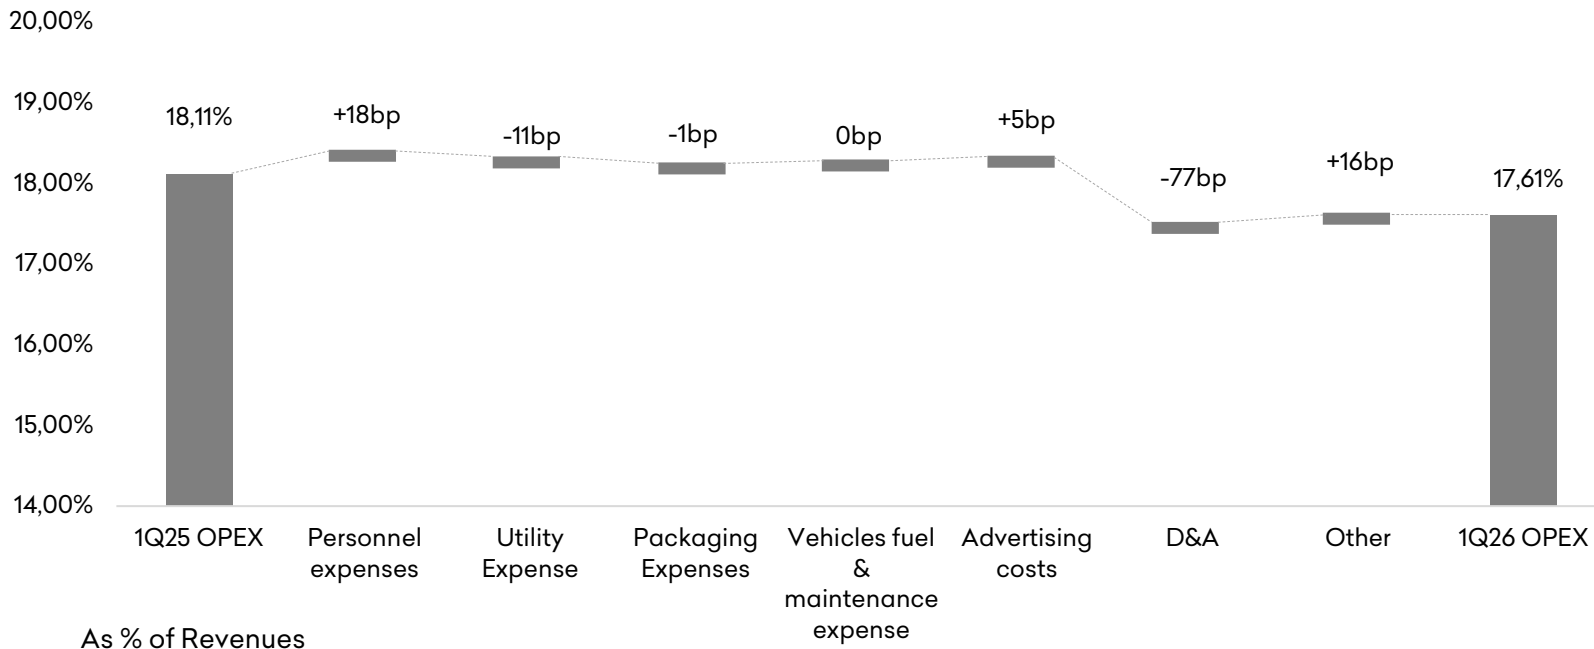 20,00%
19,00%
18,00%
17,00%
16,00%
15,00%
14,00%
18,11%
+18bp
-11bp
-1bp
0bp
+5bp
-77bp
+16bp
17,61%
1Q25 OPEX
Personnel
expenses
Utility
Expense
Packaging
Expenses
Vehicles fuel
&
maintenance
expense
Advertising
costs
D&A
Other
1Q26 OPEX
As % of Revenues